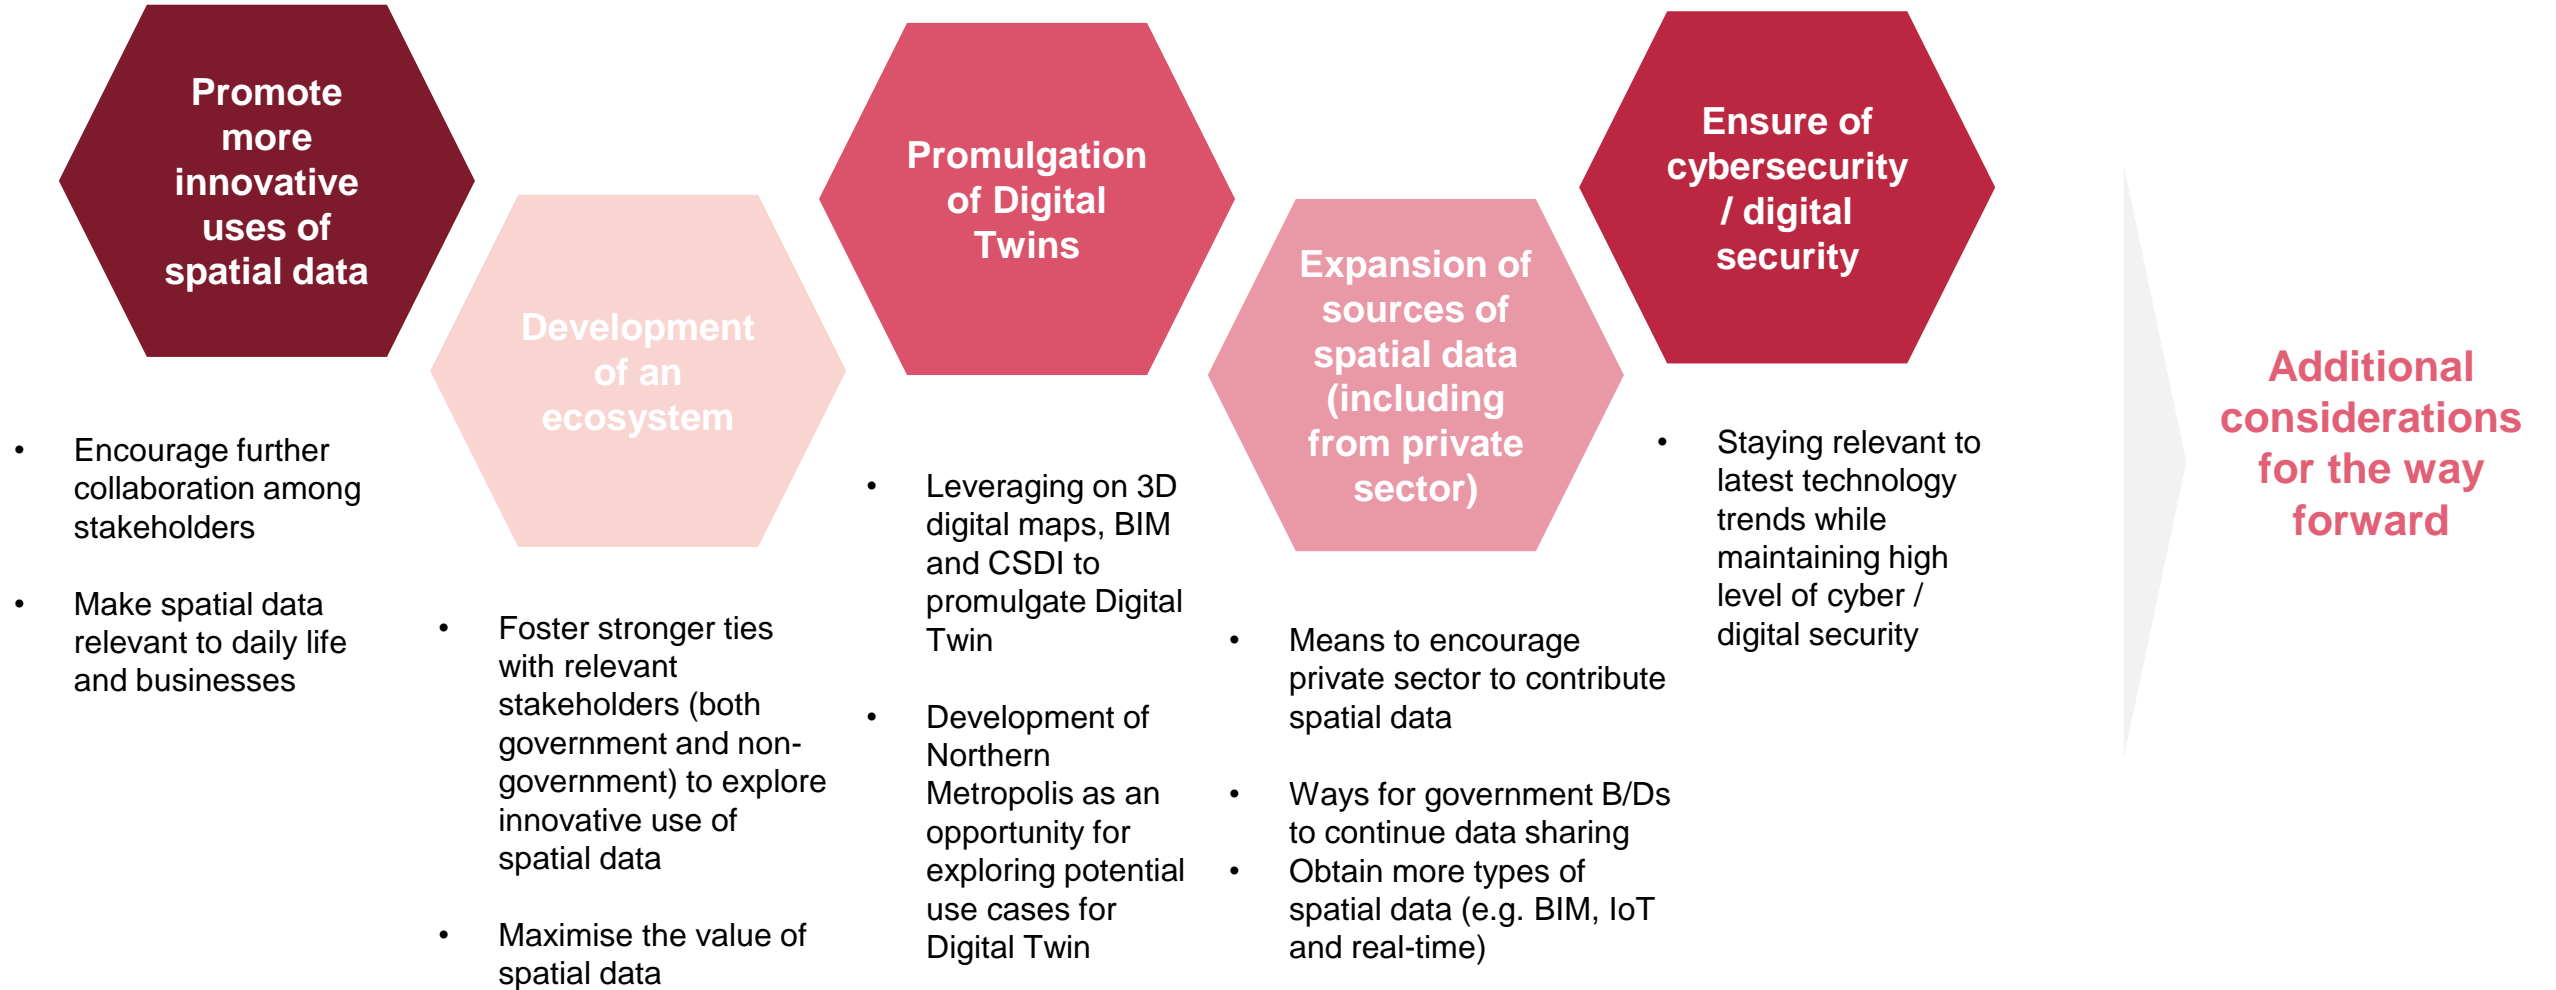 Promote
more
innovative
uses of
spatial data
• Encourage further
collaboration among
stakeholders
• Make spatial data
relevant to daily life
and businesses
Development
of an
ecosystem
• Foster stronger ties
with relevant
stakeholders (both
government and non-
government) to explore
innovative use of
spatial data
• Maximise the value of
spatial data
Promulgation
of Digital
Twins
• Leveraging on 3D
digital maps, BIM
and CSDI to
promulgate Digital
Twin
• Development of
Northern
Metropolis as an
opportunity for
exploring potential
use cases for
Digital Twin
Expansion of
sources of
spatial data
(including
from private
sector)
• Means to encourage
private sector to contribute
spatial data
• Ways for government B/Ds
to continue data sharing
• Obtain more types of
spatial data (e.g. BIM, IoT
and real-time)
Ensure of
cybersecurity
/ digital
security
• Staying relevant to
latest technology
trends while
maintaining high
level of cyber /
digital security
Additional
considerations
for the way
forward